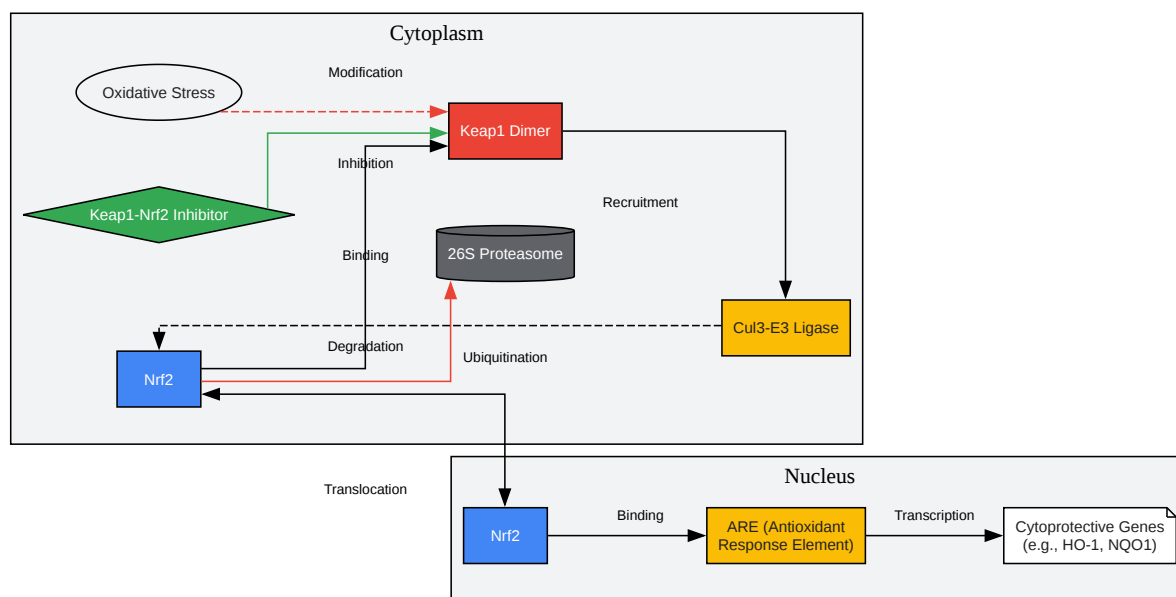 Cytoplasm
Modification
Oxidative Stress
Keap1 Dimer
Inhibition
Recruitment
Keap1-Nrf2 Inhibitor
Binding
26S Proteasome
Cul3-E3 Ligase
Degradation
Ubiquitination
Nrf2
Nucleus
Translocation
Binding
Transcription
Nrf2
ARE (Antioxidant
Response Element)
Cytoprotective Genes
(e.g., HO-1, NQO1)